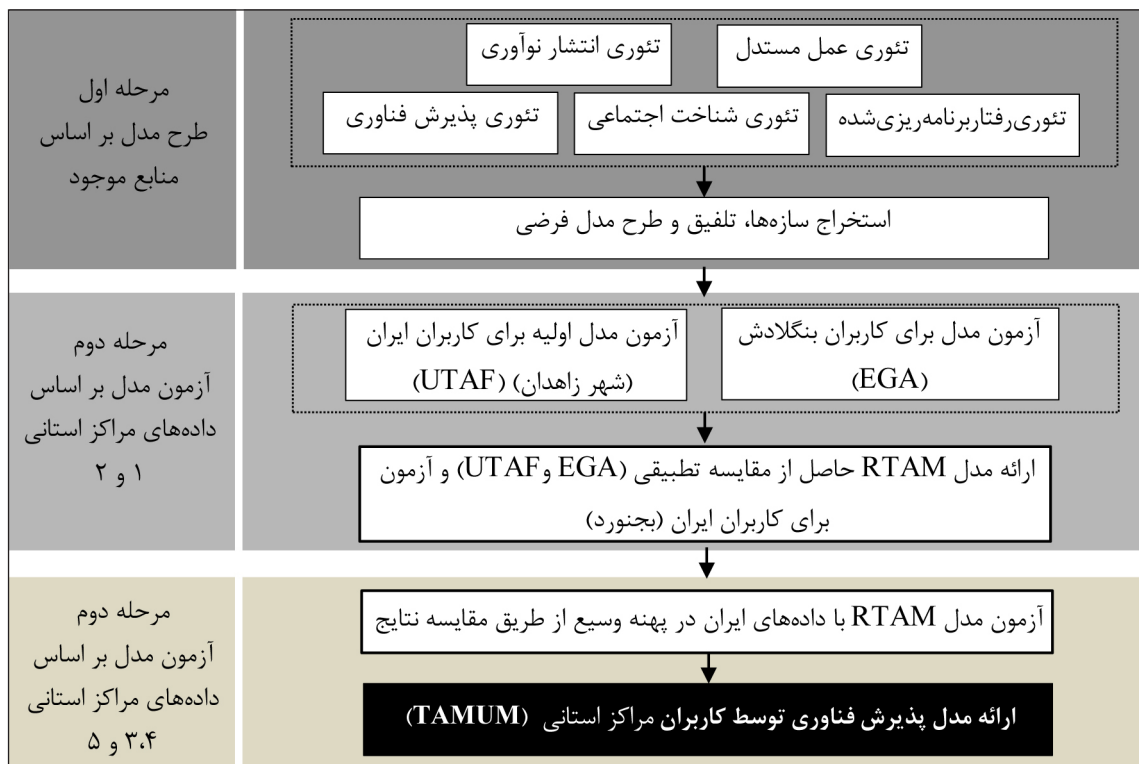 مرحله اول
طرح مدل بر اساس
منابع موجود
تئوری عمل مستدل
تئوری انتشار نوآوری
تئوری‌رفتاربرنامه‌ریزی‌شده
تئوری شناخت اجتماعی
تئوری پذیرش فناوری
استخراج سازه‌ها، تلفیق و طرح مدل فرضی
مرحله دوم
آزمون مدل بر اساس
داده‌های مراکز استانی
۱ و ۲
آزمون مدل برای کاربران بنگلادش
(EGA)
آزمون مدل اولیه برای کاربران ایران
(شهر زاهدان) (UTAF)
ارائه مدل RTAM حاصل از مقایسه تطبیقی (EGA وUTAF) و آزمون
برای کاربران ایران (بجنورد)
مرحله دوم
آزمون مدل بر اساس
داده‌های مراکز استانی
۳،۴ و ۵
آزمون مدل RTAM با داده‌های ایران در پهنه وسیع از طریق مقایسه نتایج
ارائه مدل پذیرش فناوری توسط کاربران مراکز استانی (TAMUM)